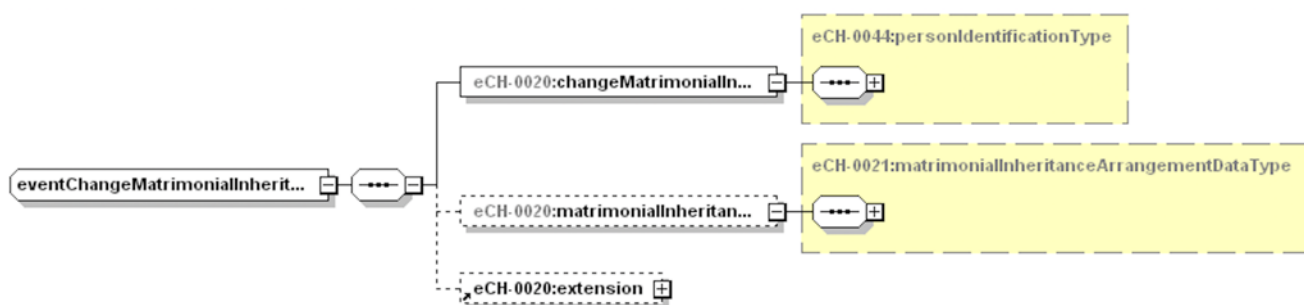 eCH-0044:personIdentificationType
eCH-0020:changeMatrimonialIn...
eventChangeMatrimonialInherit...
eCH-0021:matrimonialInheritanceArrangementDataType
eCH-0020:matrimonialInheritan...
eCH-0020:extension